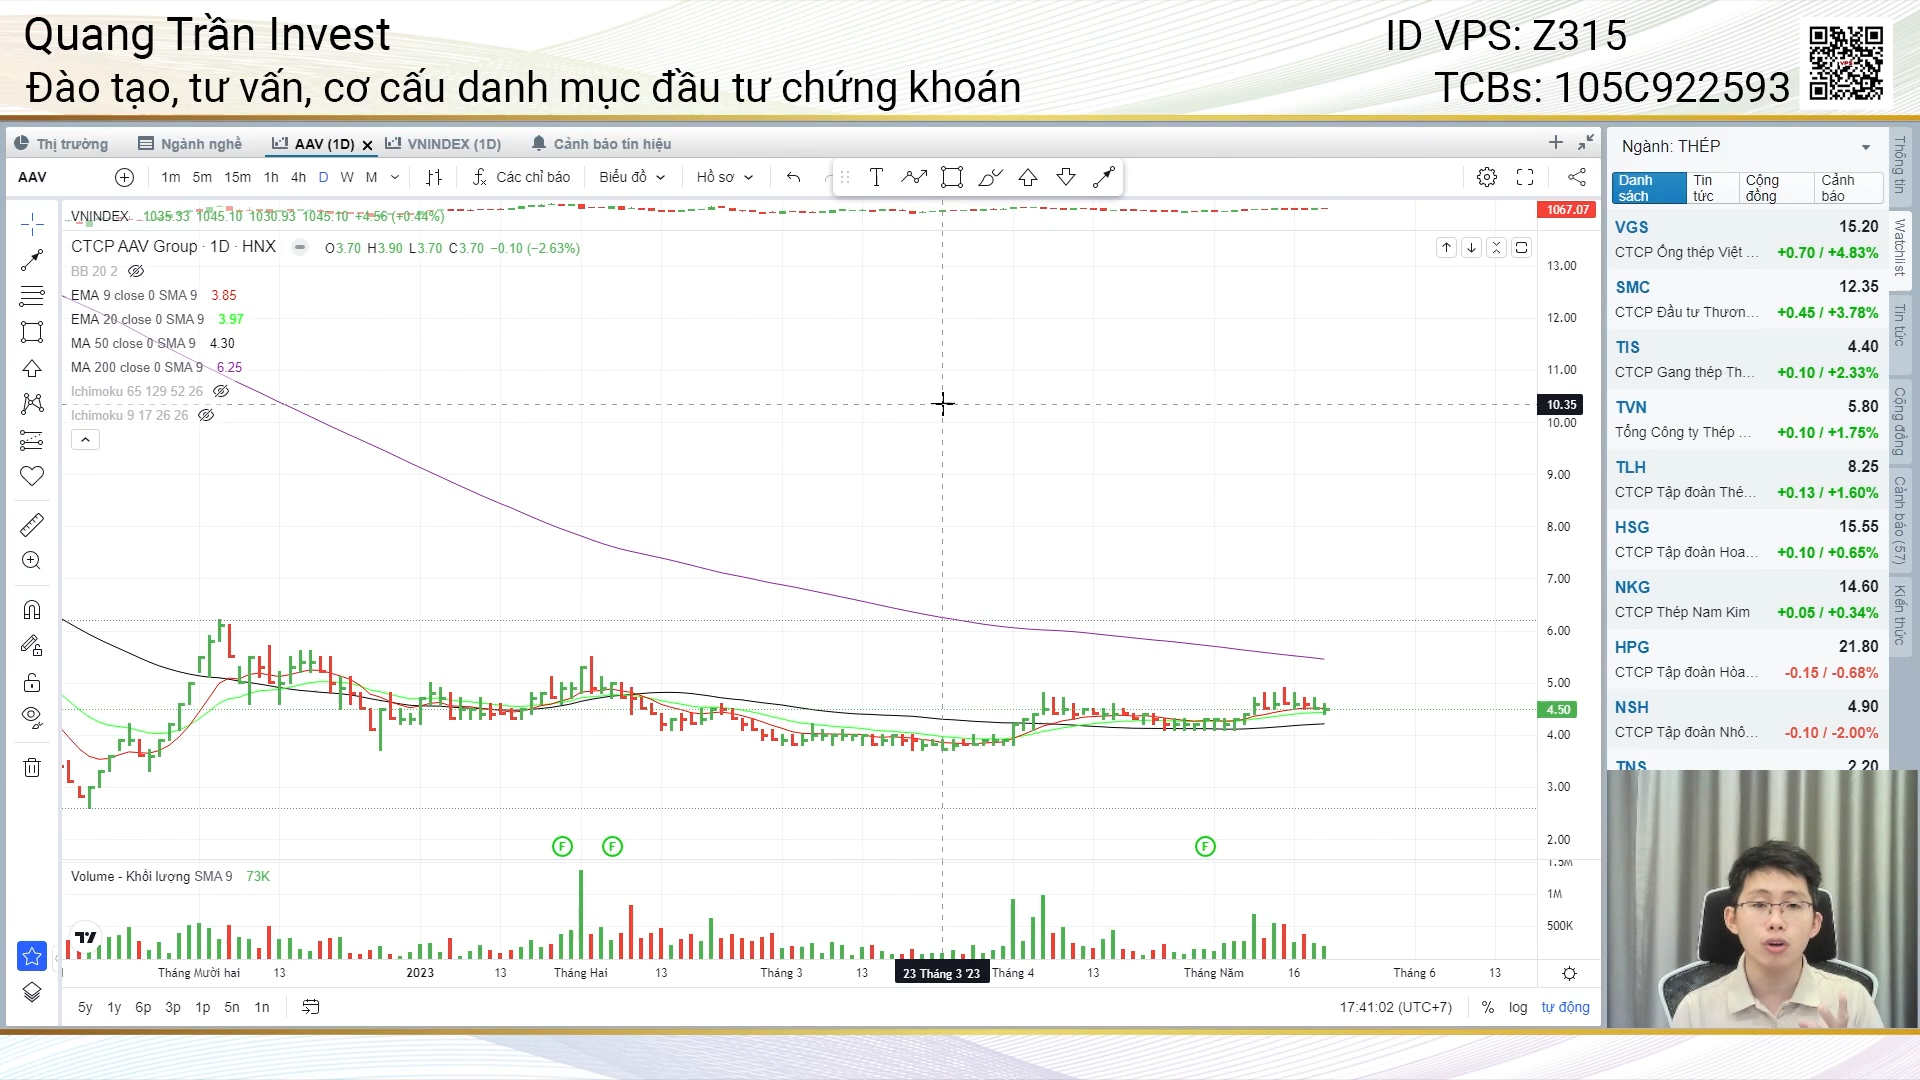 Quang Trần Invest
Đào tạo, tư vấn, cơ cấu danh mục đầu tư chứng khoán
ID VPS: Z315
TCBs: 105C922593
Thị trường
Ngành nghề
AAV (1D)
VNINDEX (1D)
Cảnh báo tín hiệu
AAV
1m 5m 15m 1h 4h D W M
Các chỉ báo
Biểu đồ
Hồ sơ
VNINDEX 1035.33 1045.10 1030.93 1045.10 +4.56 (+0.44%)
1067.07
CTCP AAV Group · 1D · HNX
O3.70 H3.90 L3.70 C3.70 −0.10 (−2.63%)
BB 20 2
EMA 9 close 0 SMA 9 3.85
EMA 20 close 0 SMA 9 3.97
MA 50 close 0 SMA 9 4.30
MA 200 close 0 SMA 9 6.25
Ichimoku 65 129 52 26
Ichimoku 9 17 26 26
13.00
12.00
11.00
10.35
10.00
9.00
8.00
7.00
6.00
5.00
4.50
4.00
3.00
2.00
F F F
Volume - Khối lượng SMA 9 73K
1.5M
1M
500K
Tháng Mười hai 13 2023 13 Tháng Hai 13 Tháng 3 13 23 Tháng 3 '23 Tháng 4 13 Tháng Năm 16 Tháng 6 13
5y 1y 6p 3p 1p 5n 1n
17:41:02 (UTC+7) % log tự động
Ngành: THÉP
Danh sách
Tin tức
Cộng đồng
Cảnh báo
VGS 15.20
CTCP Ống thép Việt ... +0.70 / +4.83%
SMC 12.35
CTCP Đầu tư Thươn... +0.45 / +3.78%
TIS 4.40
CTCP Gang thép Th... +0.10 / +2.33%
TVN 5.80
Tổng Công ty Thép ... +0.10 / +1.75%
TLH 8.25
CTCP Tập đoàn Thé... +0.13 / +1.60%
HSG 15.55
CTCP Tập đoàn Hoa... +0.10 / +0.65%
NKG 14.60
CTCP Thép Nam Kim +0.05 / +0.34%
HPG 21.80
CTCP Tập đoàn Hòa... -0.15 / -0.68%
NSH 4.90
CTCP Tập đoàn Nhô... -0.10 / -2.00%
TNS 2.20
Thông tin
Watchlist
Tin tức
Cộng đồng
Cảnh báo (57)
Kiến thức